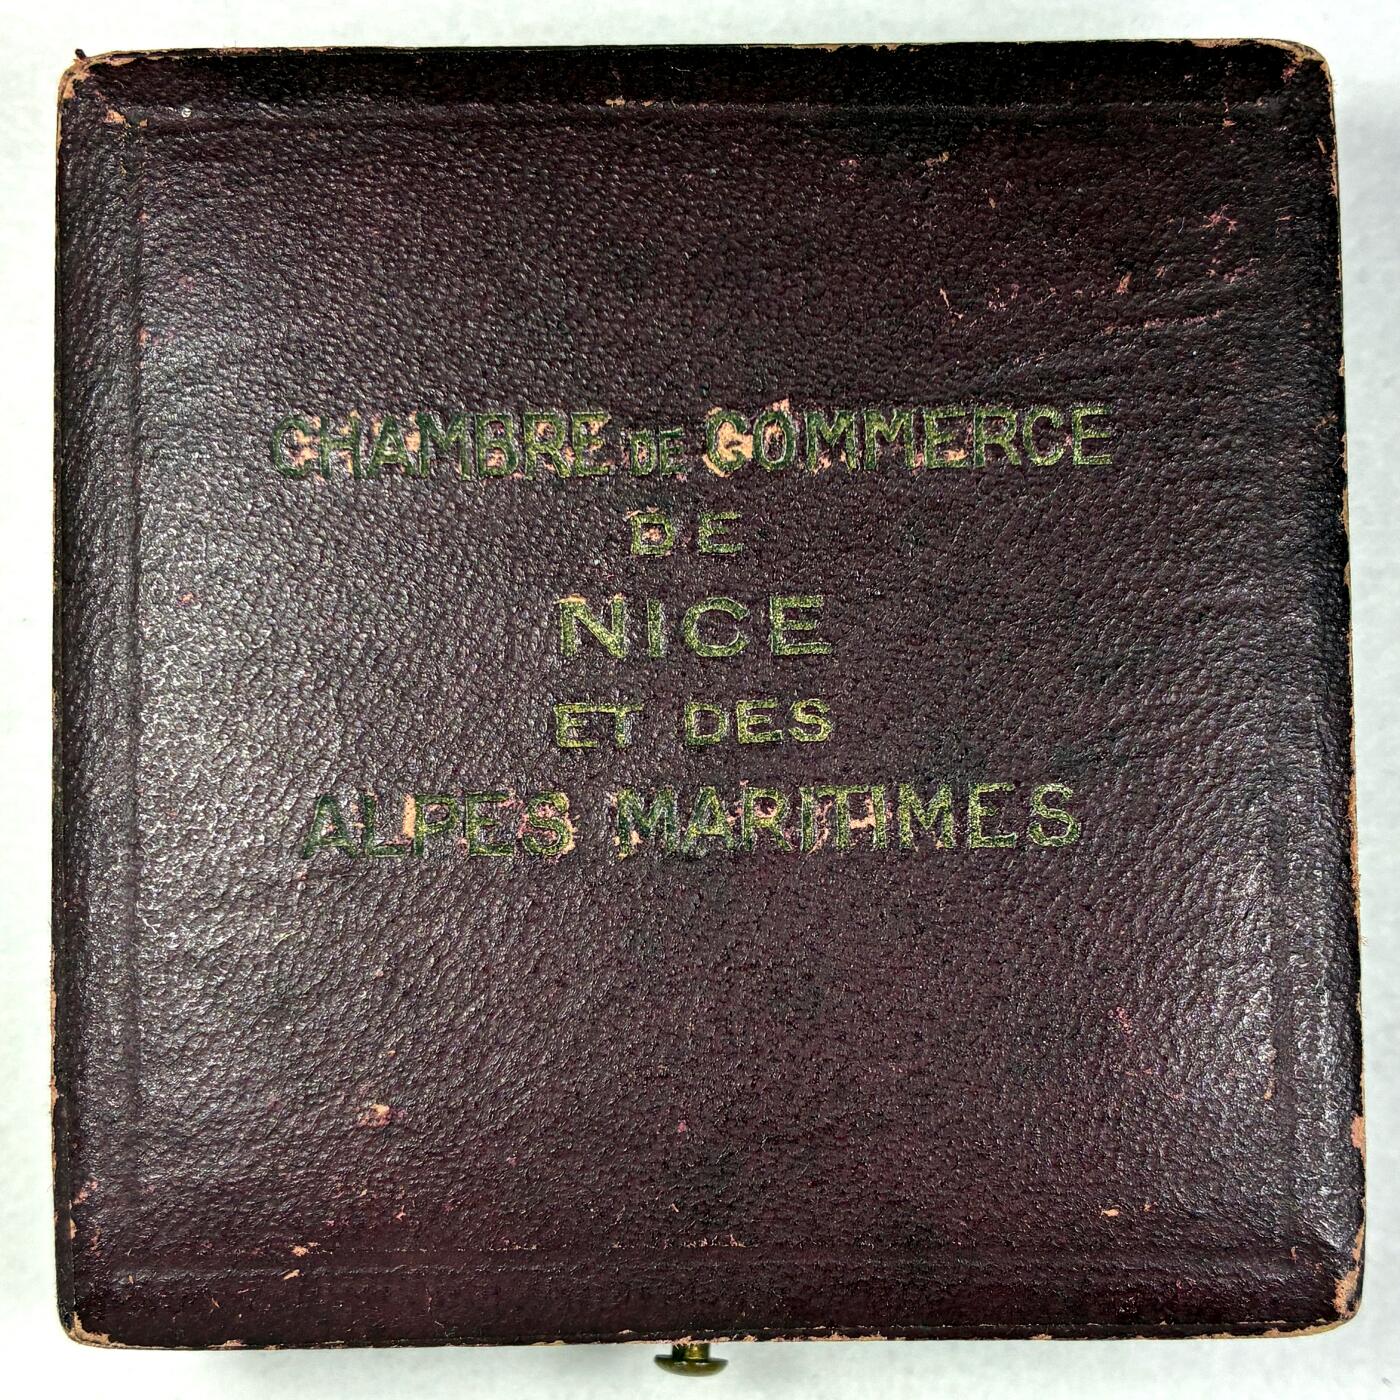 CHAMBRE DE COMMERCE
DE
NICE
ET DES
ALPES MARITIMES